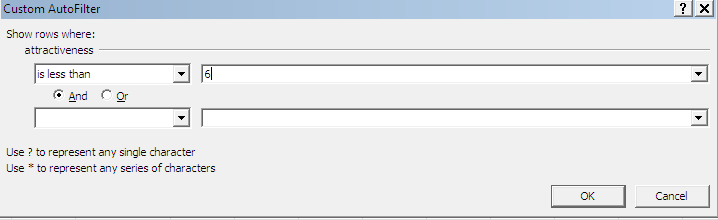 Custom AutoFilter
Show rows where:
attractiveness
is less than 6
And Or
Use ? to represent any single character
Use * to represent any series of characters
OK Cancel